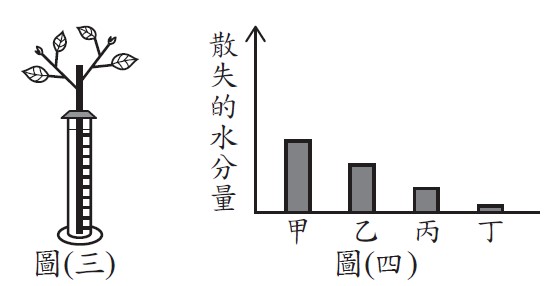 散失的水分量
甲 乙 丙 丁
圖(三)
圖(四)